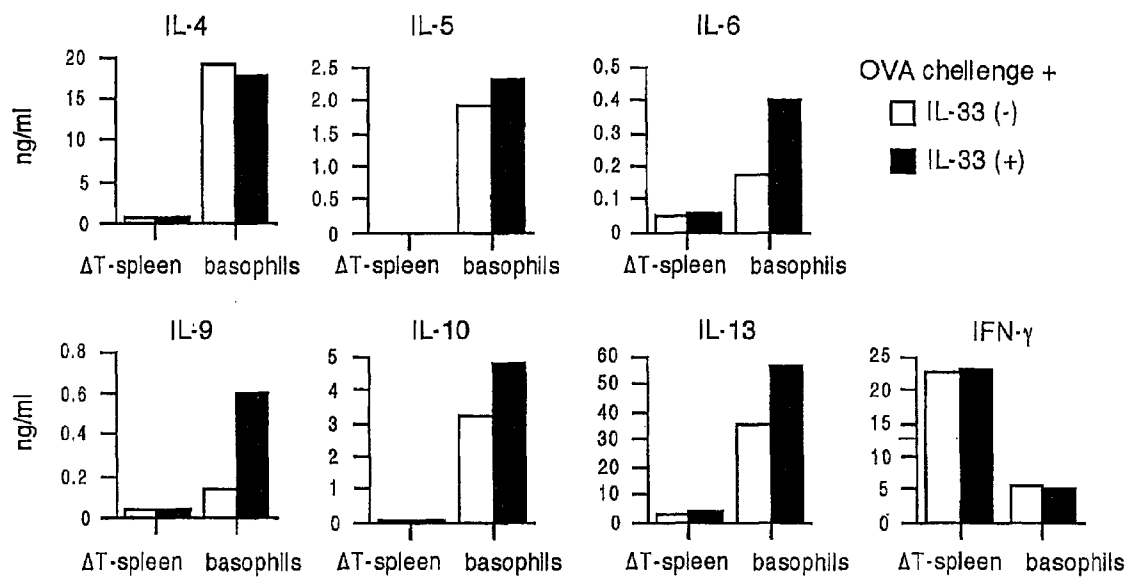 IL-4
IL-5
IL-6
OVA chellenge +
IL-33 (-)
IL-33 (+)
ng/ml
20
15
10
5
0
2.5
2.0
1.5
1.0
0.5
0
0.5
0.4
0.3
0.2
0.1
0
ΔT-spleen basophils
ΔT-spleen basophils
ΔT-spleen basophils
IL-9
IL-10
IL-13
IFN-γ
ng/ml
0.8
0.6
0.4
0.2
0
5
4
3
2
1
0
60
50
40
30
20
10
0
25
20
15
10
5
0
ΔT-spleen basophils
ΔT-spleen basophils
ΔT-spleen basophils
ΔT-spleen basophils